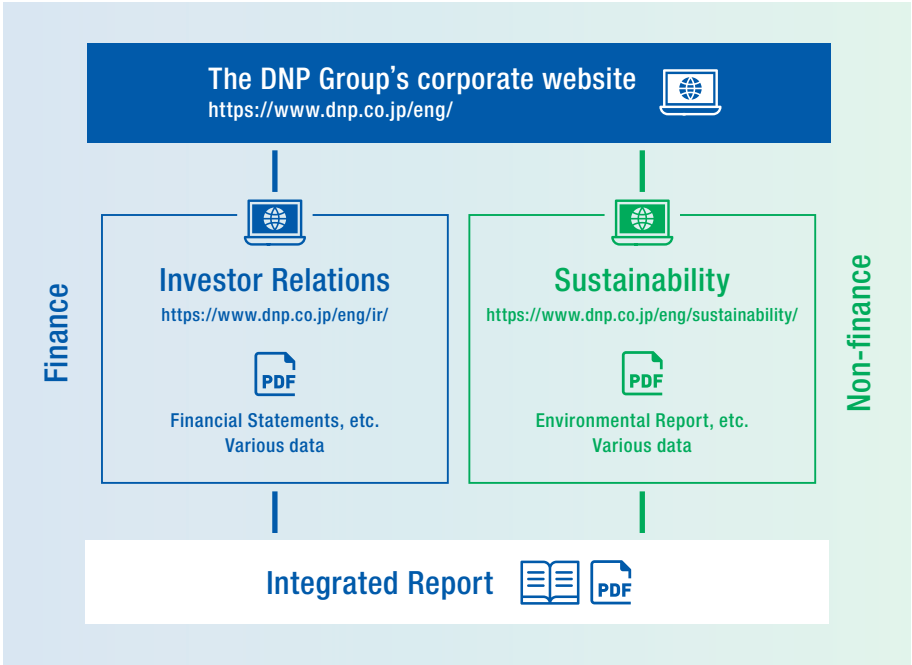 The DNP Group's corporate website
https://www.dnp.co.jp/eng/
Finance
Investor Relations
https://www.dnp.co.jp/eng/ir/
PDF
Financial Statements, etc.
Various data
Sustainability
https://www.dnp.co.jp/eng/sustainability/
PDF
Environmental Report, etc.
Various data
Non-finance
Integrated Report
PDF